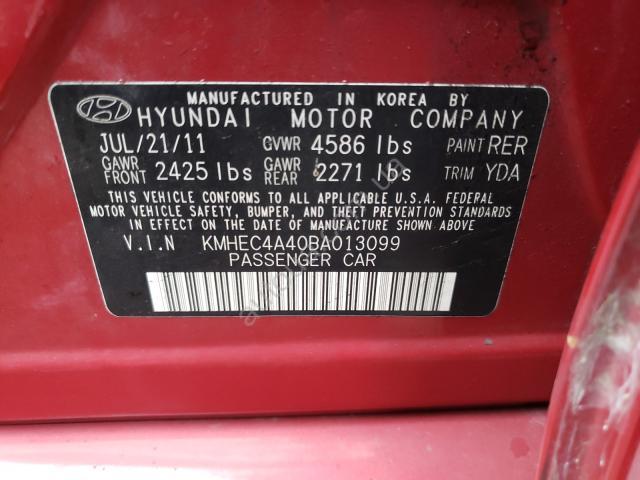 MANUFACTURED IN KOREA BY
HYUNDAI MOTOR COMPANY
JUL/21/11 GVWR 4586 lbs PAINT RER
GAWR FRONT 2425 lbs GAWR REAR 2271 lbs TRIM YDA
THIS VEHICLE CONFORMS TO ALL APPLICABLE U.S.A. FEDERAL
MOTOR VEHICLE SAFETY, BUMPER, AND THEFT PREVENTION STANDARDS
IN EFFECT ON THE DATE OF MANUFACTURE SHOWN ABOVE.
V.I.N KMHEC4A40BA013099
PASSENGER CAR